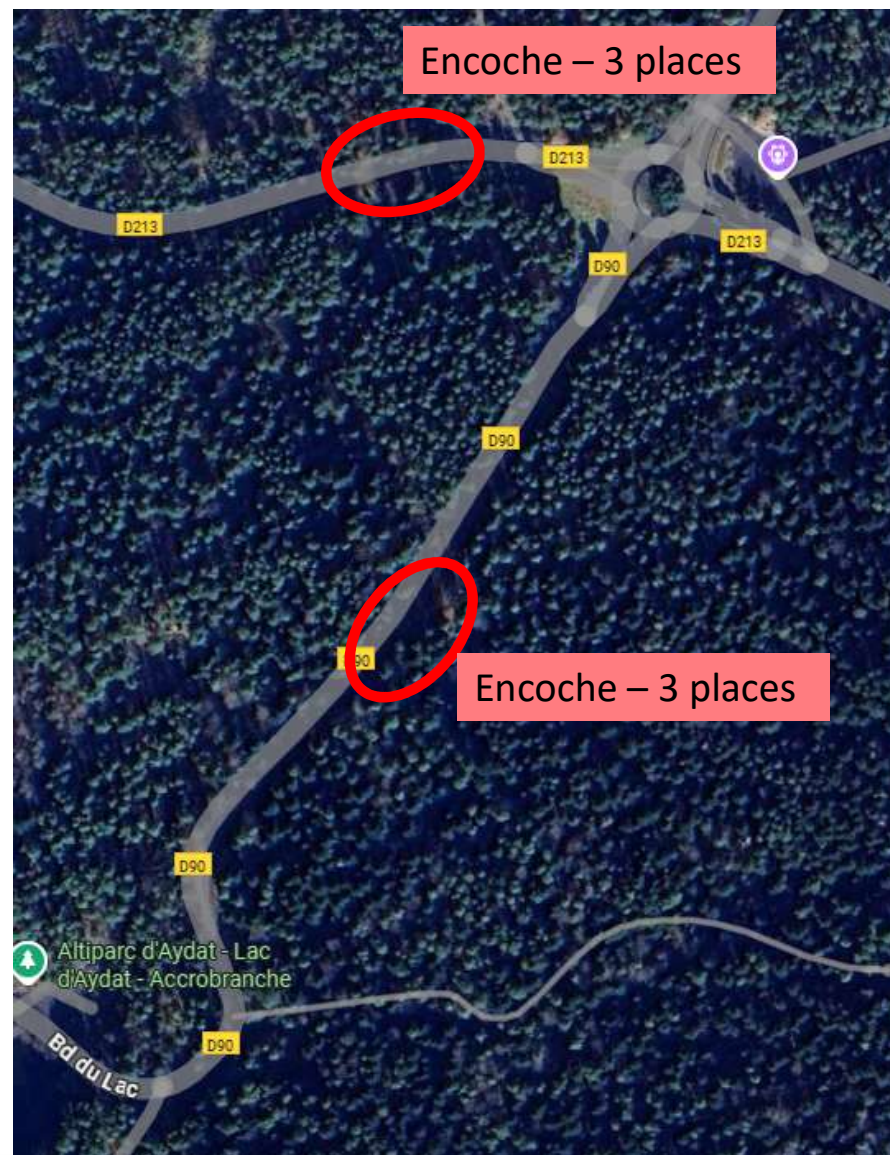 Encoche – 3 places
D213
D213
D213
D90
D90
Encoche – 3 places
D90
Altiparc d'Aydat - Lac
d'Aydat - Accrobranche
D90
Bd du Lac